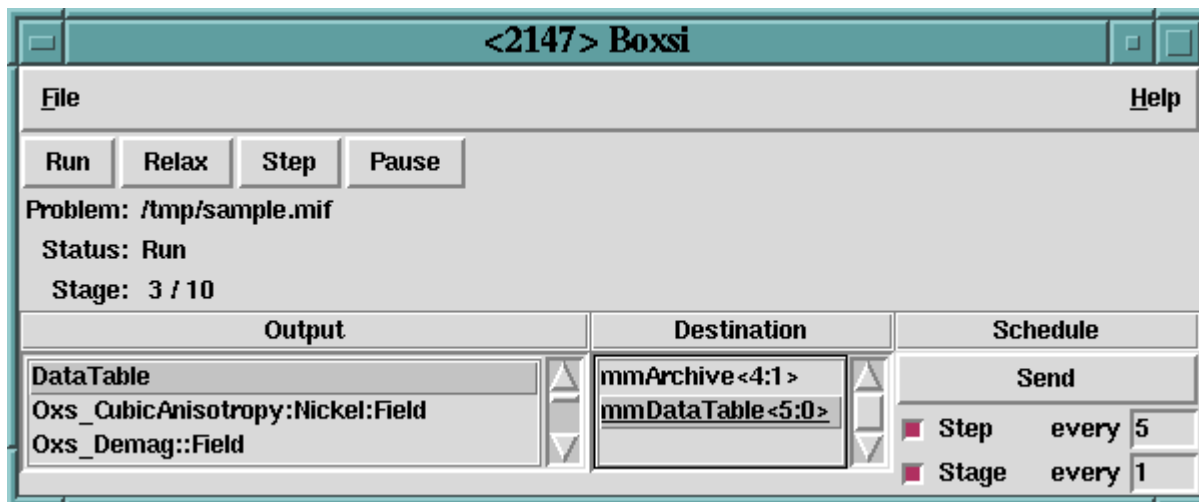 <2147> Boxsi
File Help
Run Relax Step Pause
Problem: /tmp/sample.mif
Status: Run
Stage: 3 / 10
Output Destination Schedule
DataTable
Oxs_CubicAnisotropy:Nickel:Field
Oxs_Demag::Field
mmArchive<4:1>
mmDataTable<5:0>
Send
Step every 5
Stage every 1